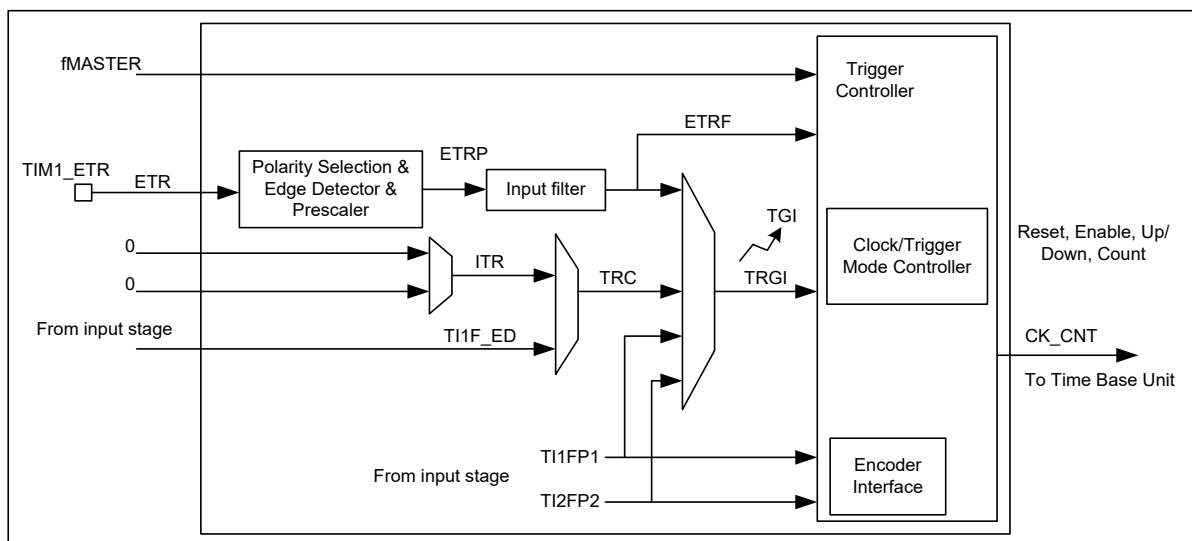 fMASTER
Trigger
Controller
ETRF
TIM1_ETR
ETR
Polarity Selection &
Edge Detector &
Prescaler
ETRP
Input filter
TGI
0
ITR
TRC
TRGI
Clock/Trigger
Mode Controller
Reset, Enable, Up/
Down, Count
0
From input stage
TI1F_ED
CK_CNT
To Time Base Unit
From input stage
TI1FP1
TI2FP2
Encoder
Interface